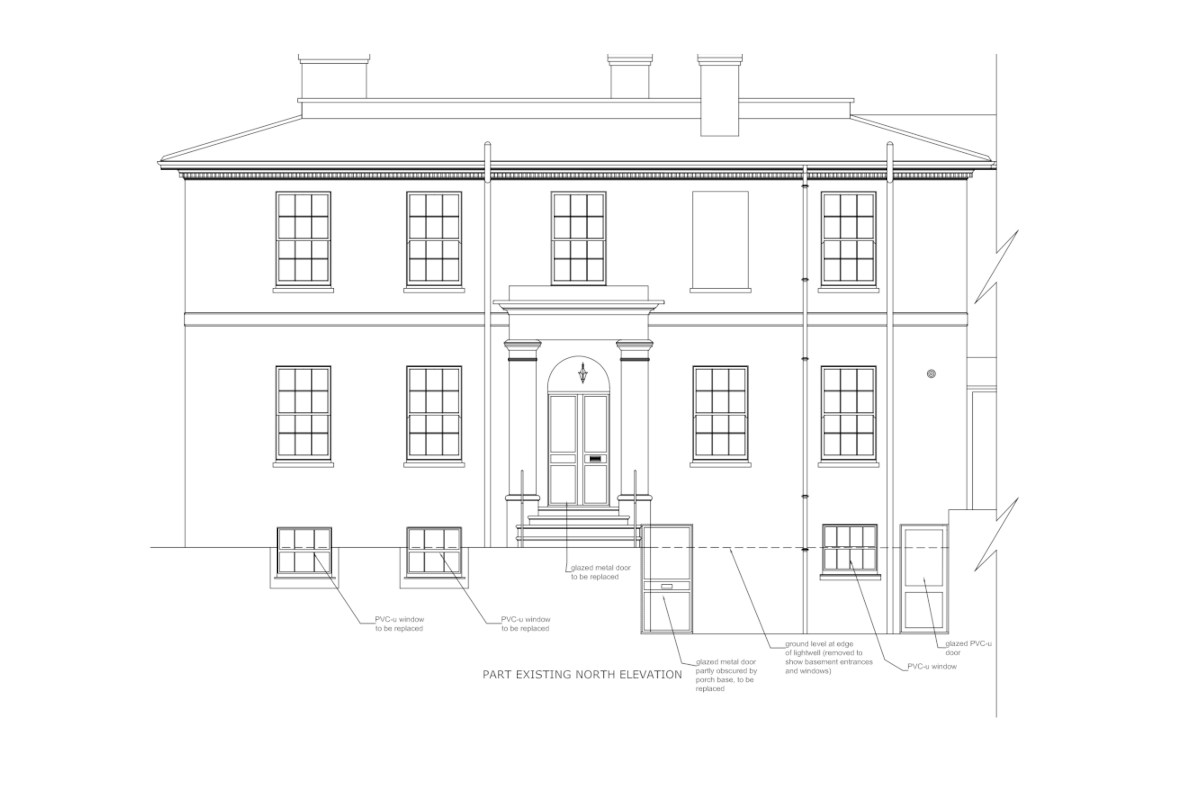 glazed metal door
to be replaced
PVC-u window
to be replaced
PVC-u window
to be replaced
ground level at edge
of lightwell (removed to
show basement entrances
and windows)
glazed PVC-u
door
PVC-u window
glazed metal door
partly obscured by
porch base, to be
replaced
PART EXISTING NORTH ELEVATION